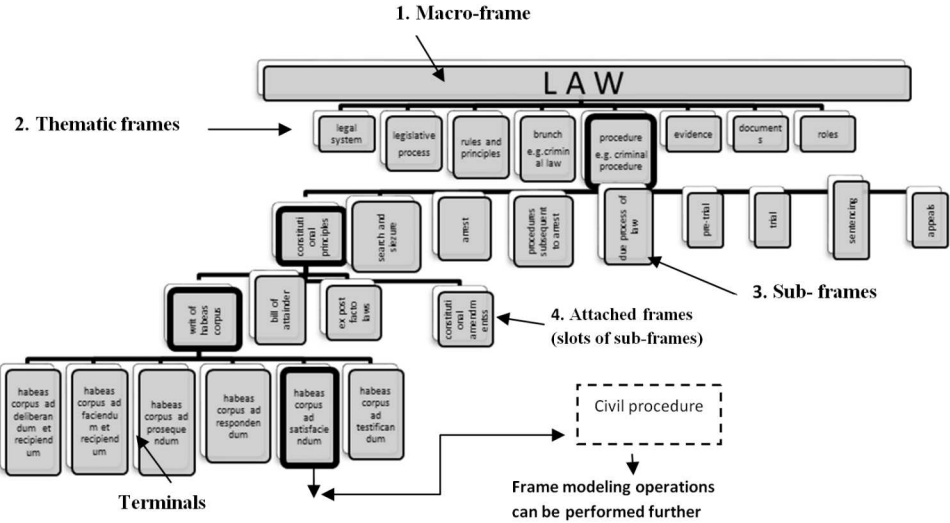 1. Macro-frame
L A W
2. Thematic frames
legal
system
legislative
process
rules and
principles
brunch
e.g.crimin
al law
procedure
e.g. criminal
procedure
evidence
document
s
roles
constituti
onal
principles
search and
siezure
arrest
procedures
subsequent
to arrest
due process of
law
pre-trial
trial
sentencing
appeals
3. Sub- frames
writ of
habeas
corpus
bill of
attainder
ex post
facto
laws
constituti
onal
amendm
entss
4. Attached frames
(slots of sub-frames)
habeas
corpus ad
deliberan
dum et
recipiend
um
habeas
corpus ad
faciendu
m et
recipiend
um
habeas
corpus ad
proseque
ndum
habeas
corpus ad
responden
dum
habeas
corpus
ad
satisfacie
ndum
habeas
corpus
ad
testifican
dum
Civil procedure
Terminals
Frame modeling operations
can be performed further